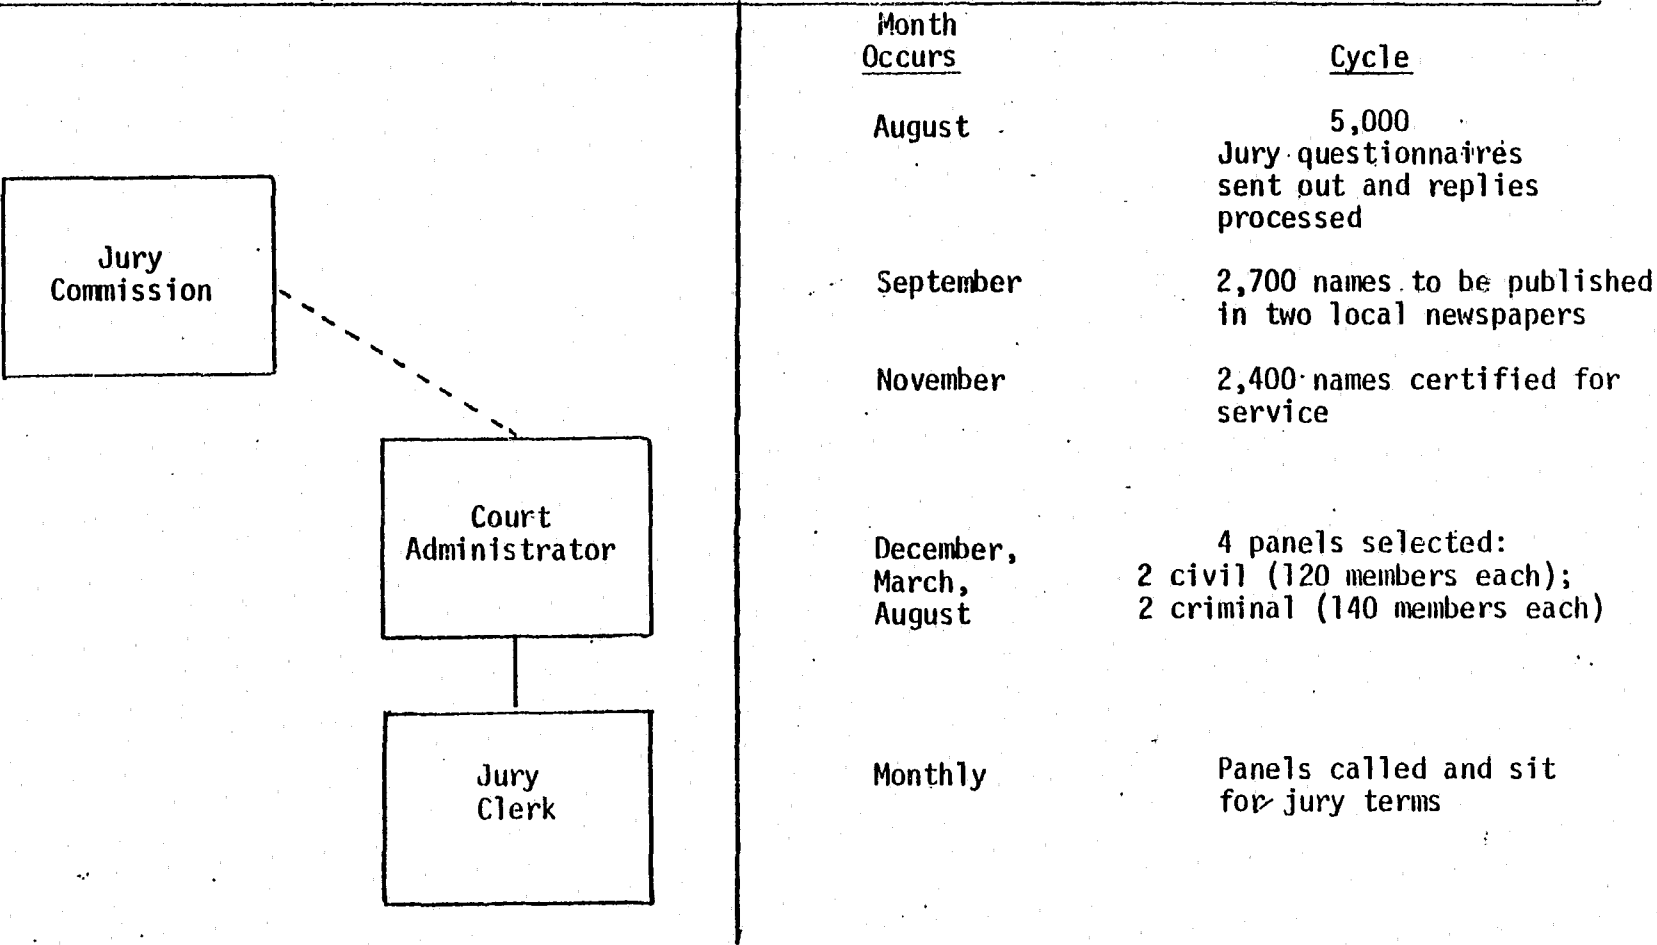 Jury
Commission
Court
Administrator
Jury
Clerk
Month
Occurs
Cycle
August
5,000
Jury questionnaires
sent out and replies
processed
September
2,700 names to be published
in two local newspapers
November
2,400 names certified for
service
December,
March,
August
4 panels selected:
2 civil (120 members each);
2 criminal (140 members each)
Monthly
Panels called and sit
for jury terms